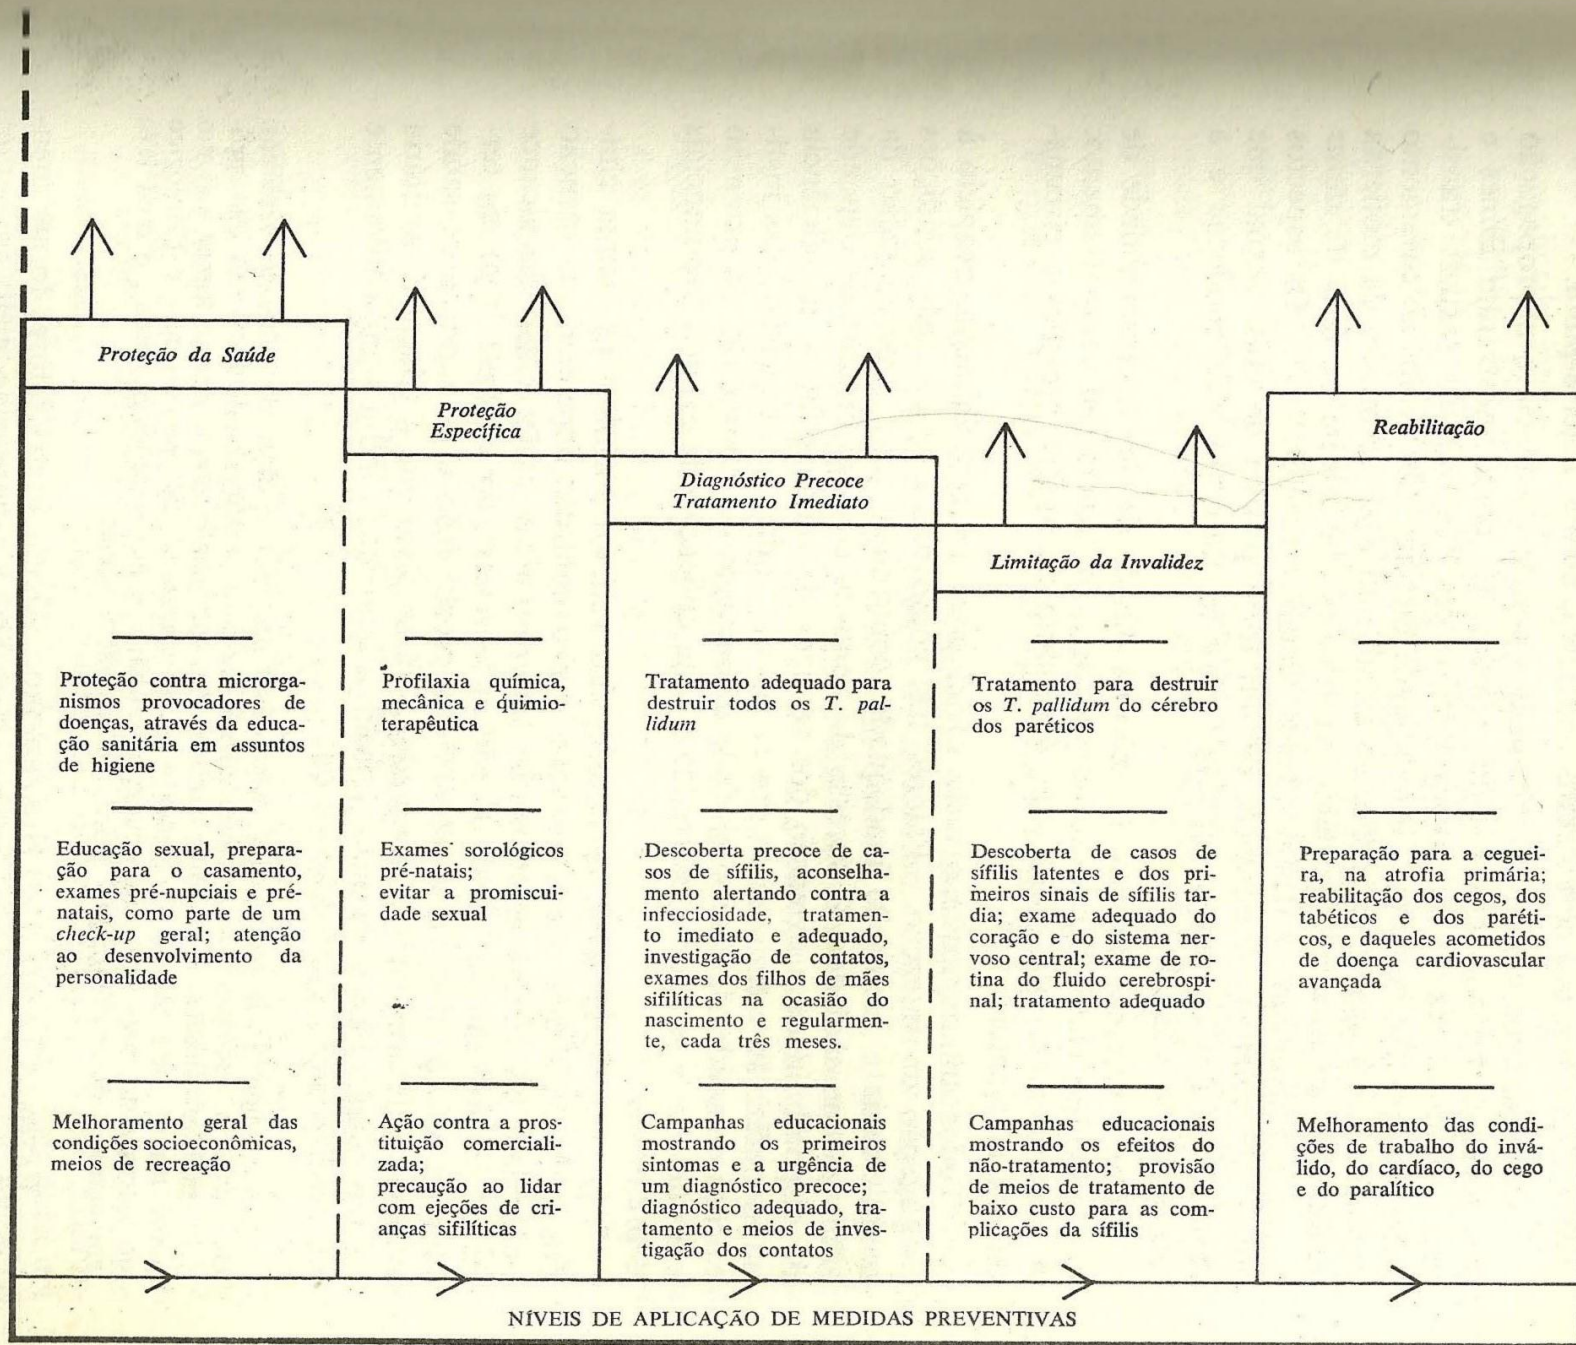 Proteção da Saúde
Proteção contra microrga-
nismos provocadores de
doenças, através da educa-
ção sanitária em assuntos
de higiene
Educação sexual, prepara-
ção para o casamento,
exames pré-nupciais e pré-
natais, como parte de um
check-up geral; atenção
ao desenvolvimento da
personalidade
Melhoramento geral das
condições socioeconômicas,
meios de recreação
Proteção
Específica
Profilaxia química,
mecânica e quimio-
terapêutica
Exames sorológicos
pré-natais;
evitar a promiscui-
dade sexual
Ação contra a pros-
tituição comerciali-
zada;
precaução ao lidar
com ejeções de cri-
anças sifilíticas
Diagnóstico Precoce
Tratamento Imediato
Tratamento adequado para
destruir todos os T. pal-
lidum
Descoberta precoce de ca-
sos de sífilis, aconselha-
mento alertando contra a
infecciosidade, tratamen-
to imediato e adequado,
investigação de contatos,
exames dos filhos de mães
sifilíticas na ocasião do
nascimento e regularmen-
te, cada três meses.
Campanhas educacionais
mostrando os primeiros
sintomas e a urgência de
um diagnóstico precoce;
diagnóstico adequado, tra-
tamento e meios de inves-
tigação dos contatos
Limitação da Invalidez
Tratamento para destruir
os T. pallidum do cérebro
dos paréticos
Descoberta de casos de
sífilis latentes e dos pri-
meiros sinais de sífilis tar-
dia; exame adequado do
coração e do sistema ner-
voso central; exame de ro-
tina do fluido cerebrospi-
nal; tratamento adequado
Campanhas educacionais
mostrando os efeitos do
não-tratamento; provisão
de meios de tratamento de
baixo custo para as com-
plicações da sífilis
Reabilitação
Preparação para a ceguei-
ra, na atrofia primária;
reabilitação dos cegos, dos
tabéticos e dos paréti-
cos, e daqueles acometidos
de doença cardiovascular
avançada
Melhoramento das condi-
ções de trabalho do invá-
lido, do cardíaco, do cego
e do paralítico
NÍVEIS DE APLICAÇÃO DE MEDIDAS PREVENTIVAS